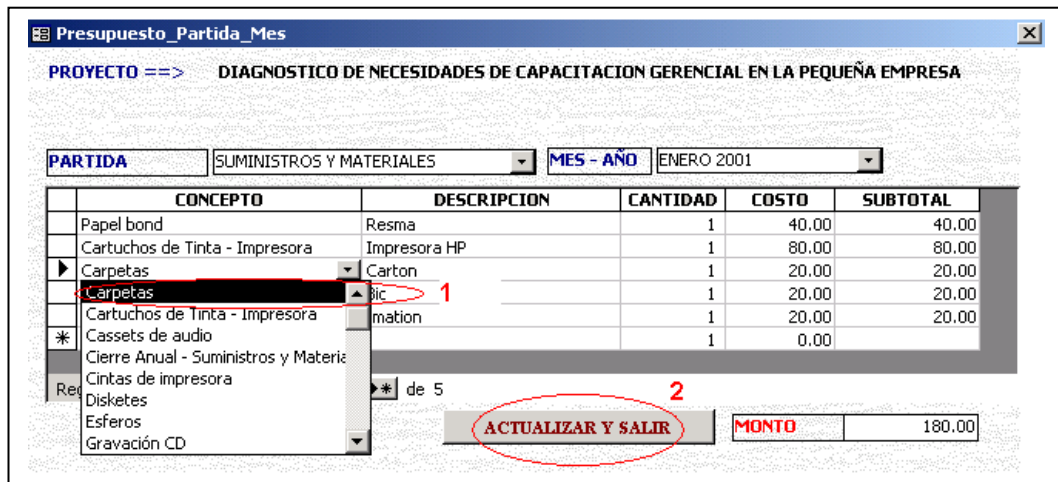 Presupuesto_Partida_Mes
PROYECTO ==> DIAGNOSTICO DE NECESIDADES DE CAPACITACION GERENCIAL EN LA PEQUEÑA EMPRESA
PARTIDA SUMINISTROS Y MATERIALES MES - AÑO ENERO 2001
CONCEPTO DESCRIPCION CANTIDAD COSTO SUBTOTAL
Papel bond Resma 1 40.00 40.00
Cartuchos de Tinta - Impresora Impresora HP 1 80.00 80.00
Carpetas Carton 1 20.00 20.00
Carpetas Bic 1 1 20.00 20.00
Cartuchos de Tinta - Impresora mation 1 20.00 20.00
* Cassets de audio 1 0.00
Cierre Anual - Suministros y Materia
Cintas de impresora
Disketes de 5
Esferos 2
ACTUALIZAR Y SALIR MONTO 180.00
Gravación CD